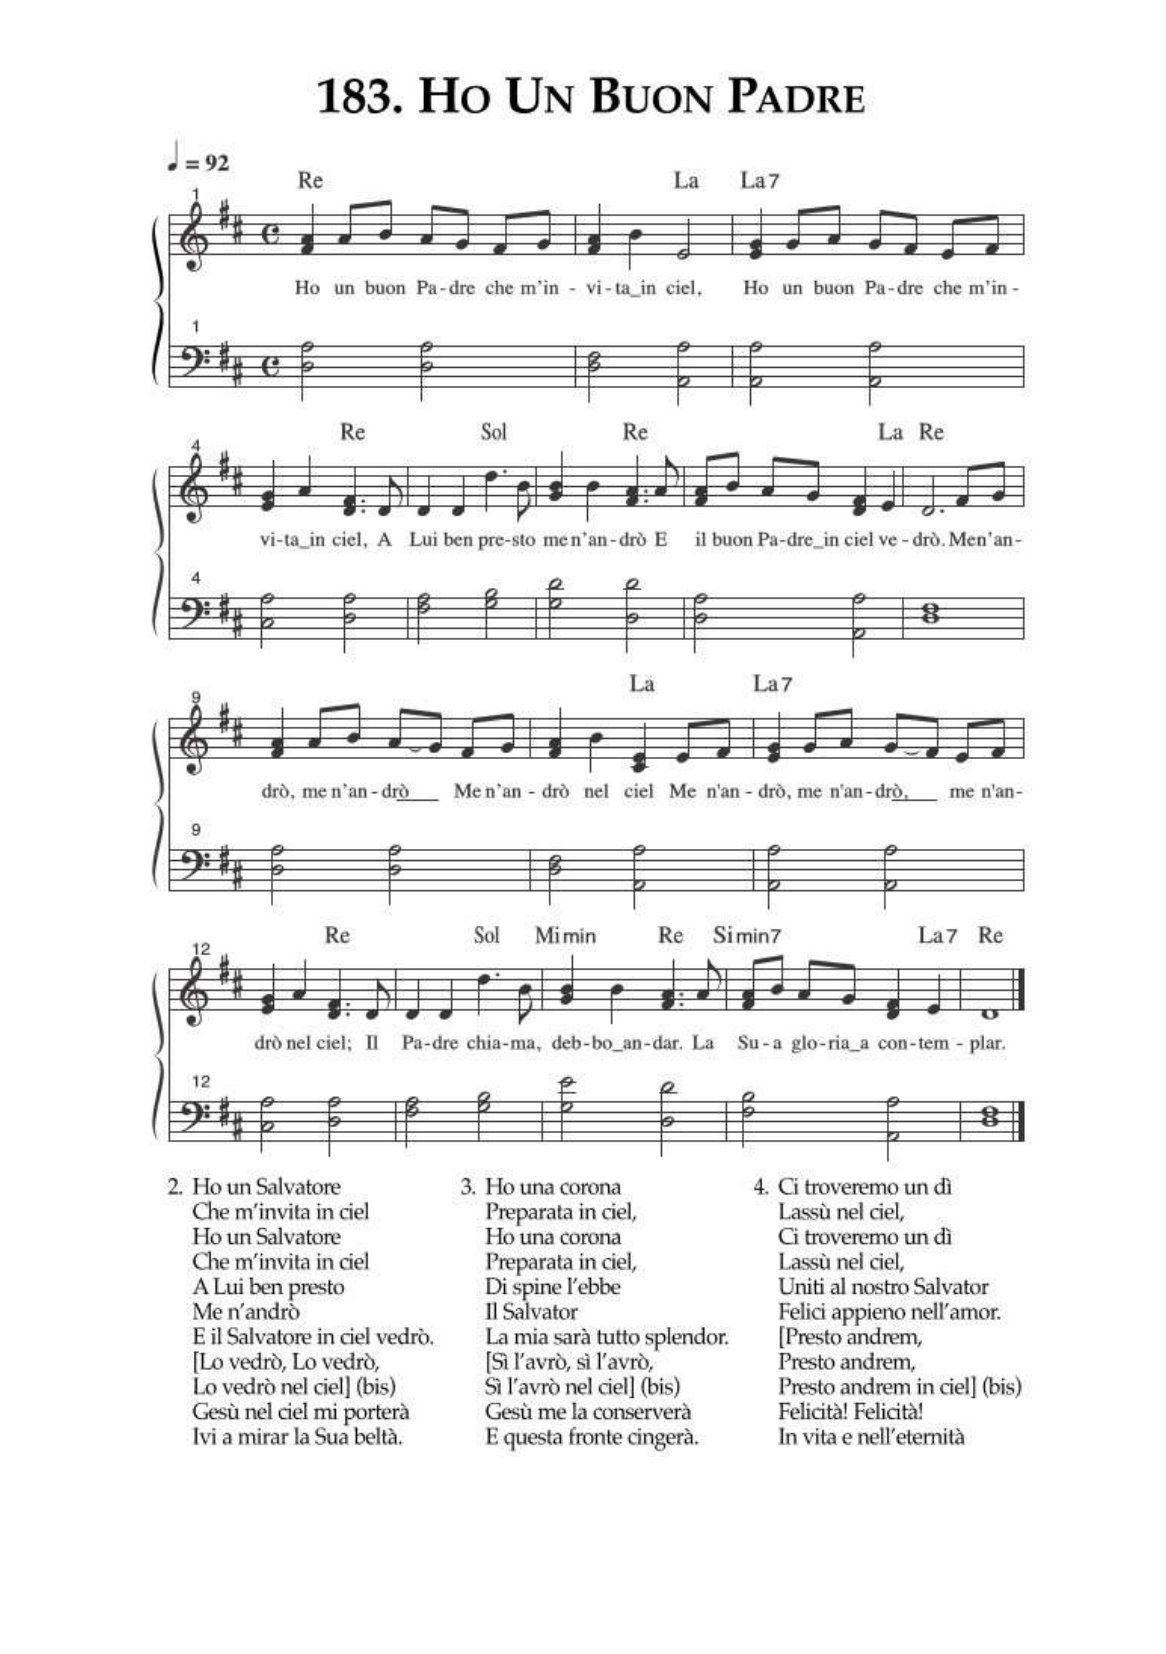 183. Ho Un Buon Padre
♩ = 92
Re La La7
1
Ho un buon Pa-dre che m'in - vi-ta_in ciel, Ho un buon Pa-dre che m'in-
1
Re Sol Re La Re
4
vi-ta_in ciel, A Lui ben pre-sto me n'an-drò E il buon Pa-dre_in ciel ve-drò. Me n'an-
4
La La7
9
drò, me n'an-drò___ Me n'an - drò nel ciel Me n'an - drò, me n'an-drò,___ me n'an-
9
Re Sol Mi min Re Si min7 La7 Re
12
drò nel ciel; Il Pa-dre chia-ma, deb-bo_an-dar. La Su-a glo-ria_a con-tem - plar.
12
2. Ho un Salvatore
Che m'invita in ciel
Ho un Salvatore
Che m'invita in ciel
A Lui ben presto
Me n'andrò
E il Salvatore in ciel vedrò.
[Lo vedrò, Lo vedrò,
Lo vedrò nel ciel] (bis)
Gesù nel ciel mi porterà
Ivi a mirar la Sua beltà.
3. Ho una corona
Preparata in ciel,
Ho una corona
Preparata in ciel,
Di spine l'ebbe
Il Salvator
La mia sarà tutto splendor.
[Sì l'avrò, sì l'avrò,
Sì l'avrò nel ciel] (bis)
Gesù me la conserverà
E questa fronte cingerà.
4. Ci troveremo un dì
Lassù nel ciel,
Ci troveremo un dì
Lassù nel ciel,
Uniti al nostro Salvator
Felici appieno nell'amor.
[Presto andrem,
Presto andrem,
Presto andrem in ciel] (bis)
Felicità! Felicità!
In vita e nell'eternità